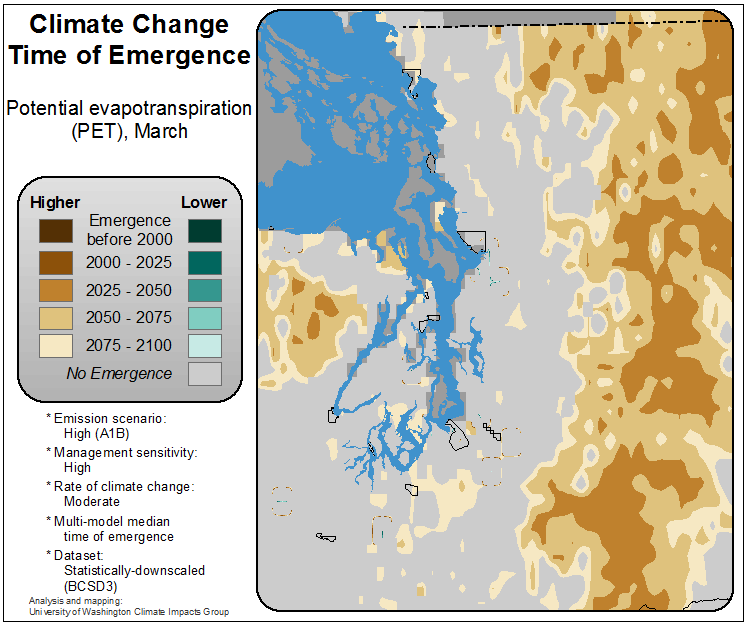 Climate Change
Time of Emergence
Potential evapotranspiration
(PET), March
Higher Lower
Emergence
before 2000
2000 - 2025
2025 - 2050
2050 - 2075
2075 - 2100
No Emergence
* Emission scenario:
High (A1B)
* Management sensitivity:
High
* Rate of climate change:
Moderate
* Multi-model median
time of emergence
* Dataset:
Statistically-downscaled
(BCSD3)
Analysis and mapping:
University of Washington Climate Impacts Group